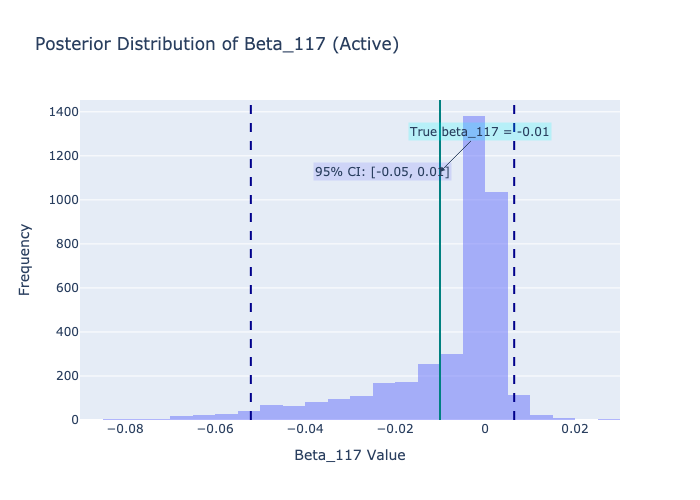 Posterior Distribution of Beta_117 (Active)
1400
True beta_117 = -0.01
1200
95% CI: [-0.05, 0.01]
1000
800
600
400
200
0
Frequency
−0.08
−0.06
−0.04
−0.02
0
0.02
Beta_117 Value